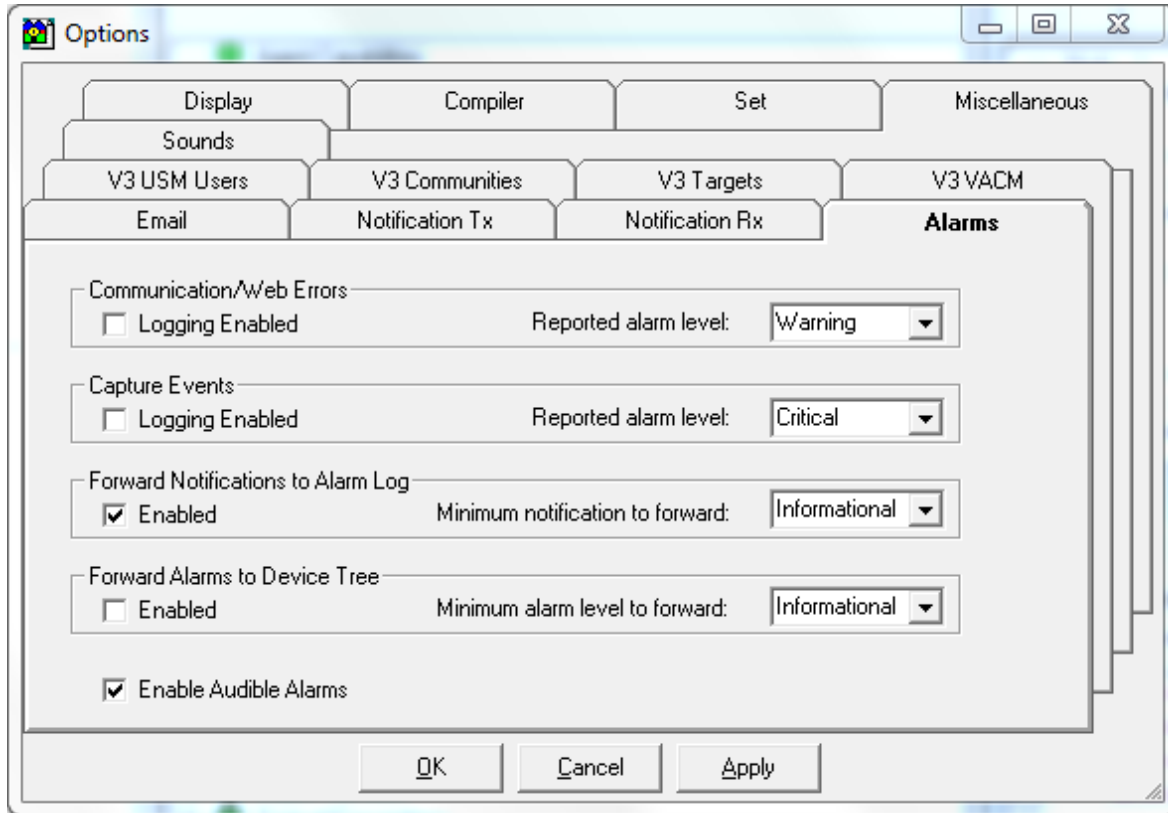 Options
Display Compiler Set Miscellaneous
Sounds
V3 USM Users V3 Communities V3 Targets V3 VACM
Email Notification Tx Notification Rx Alarms
Communication/Web Errors
Logging Enabled Reported alarm level: Warning
Capture Events
Logging Enabled Reported alarm level: Critical
Forward Notifications to Alarm Log
Enabled Minimum notification to forward: Informational
Forward Alarms to Device Tree
Enabled Minimum alarm level to forward: Informational
Enable Audible Alarms
OK Cancel Apply